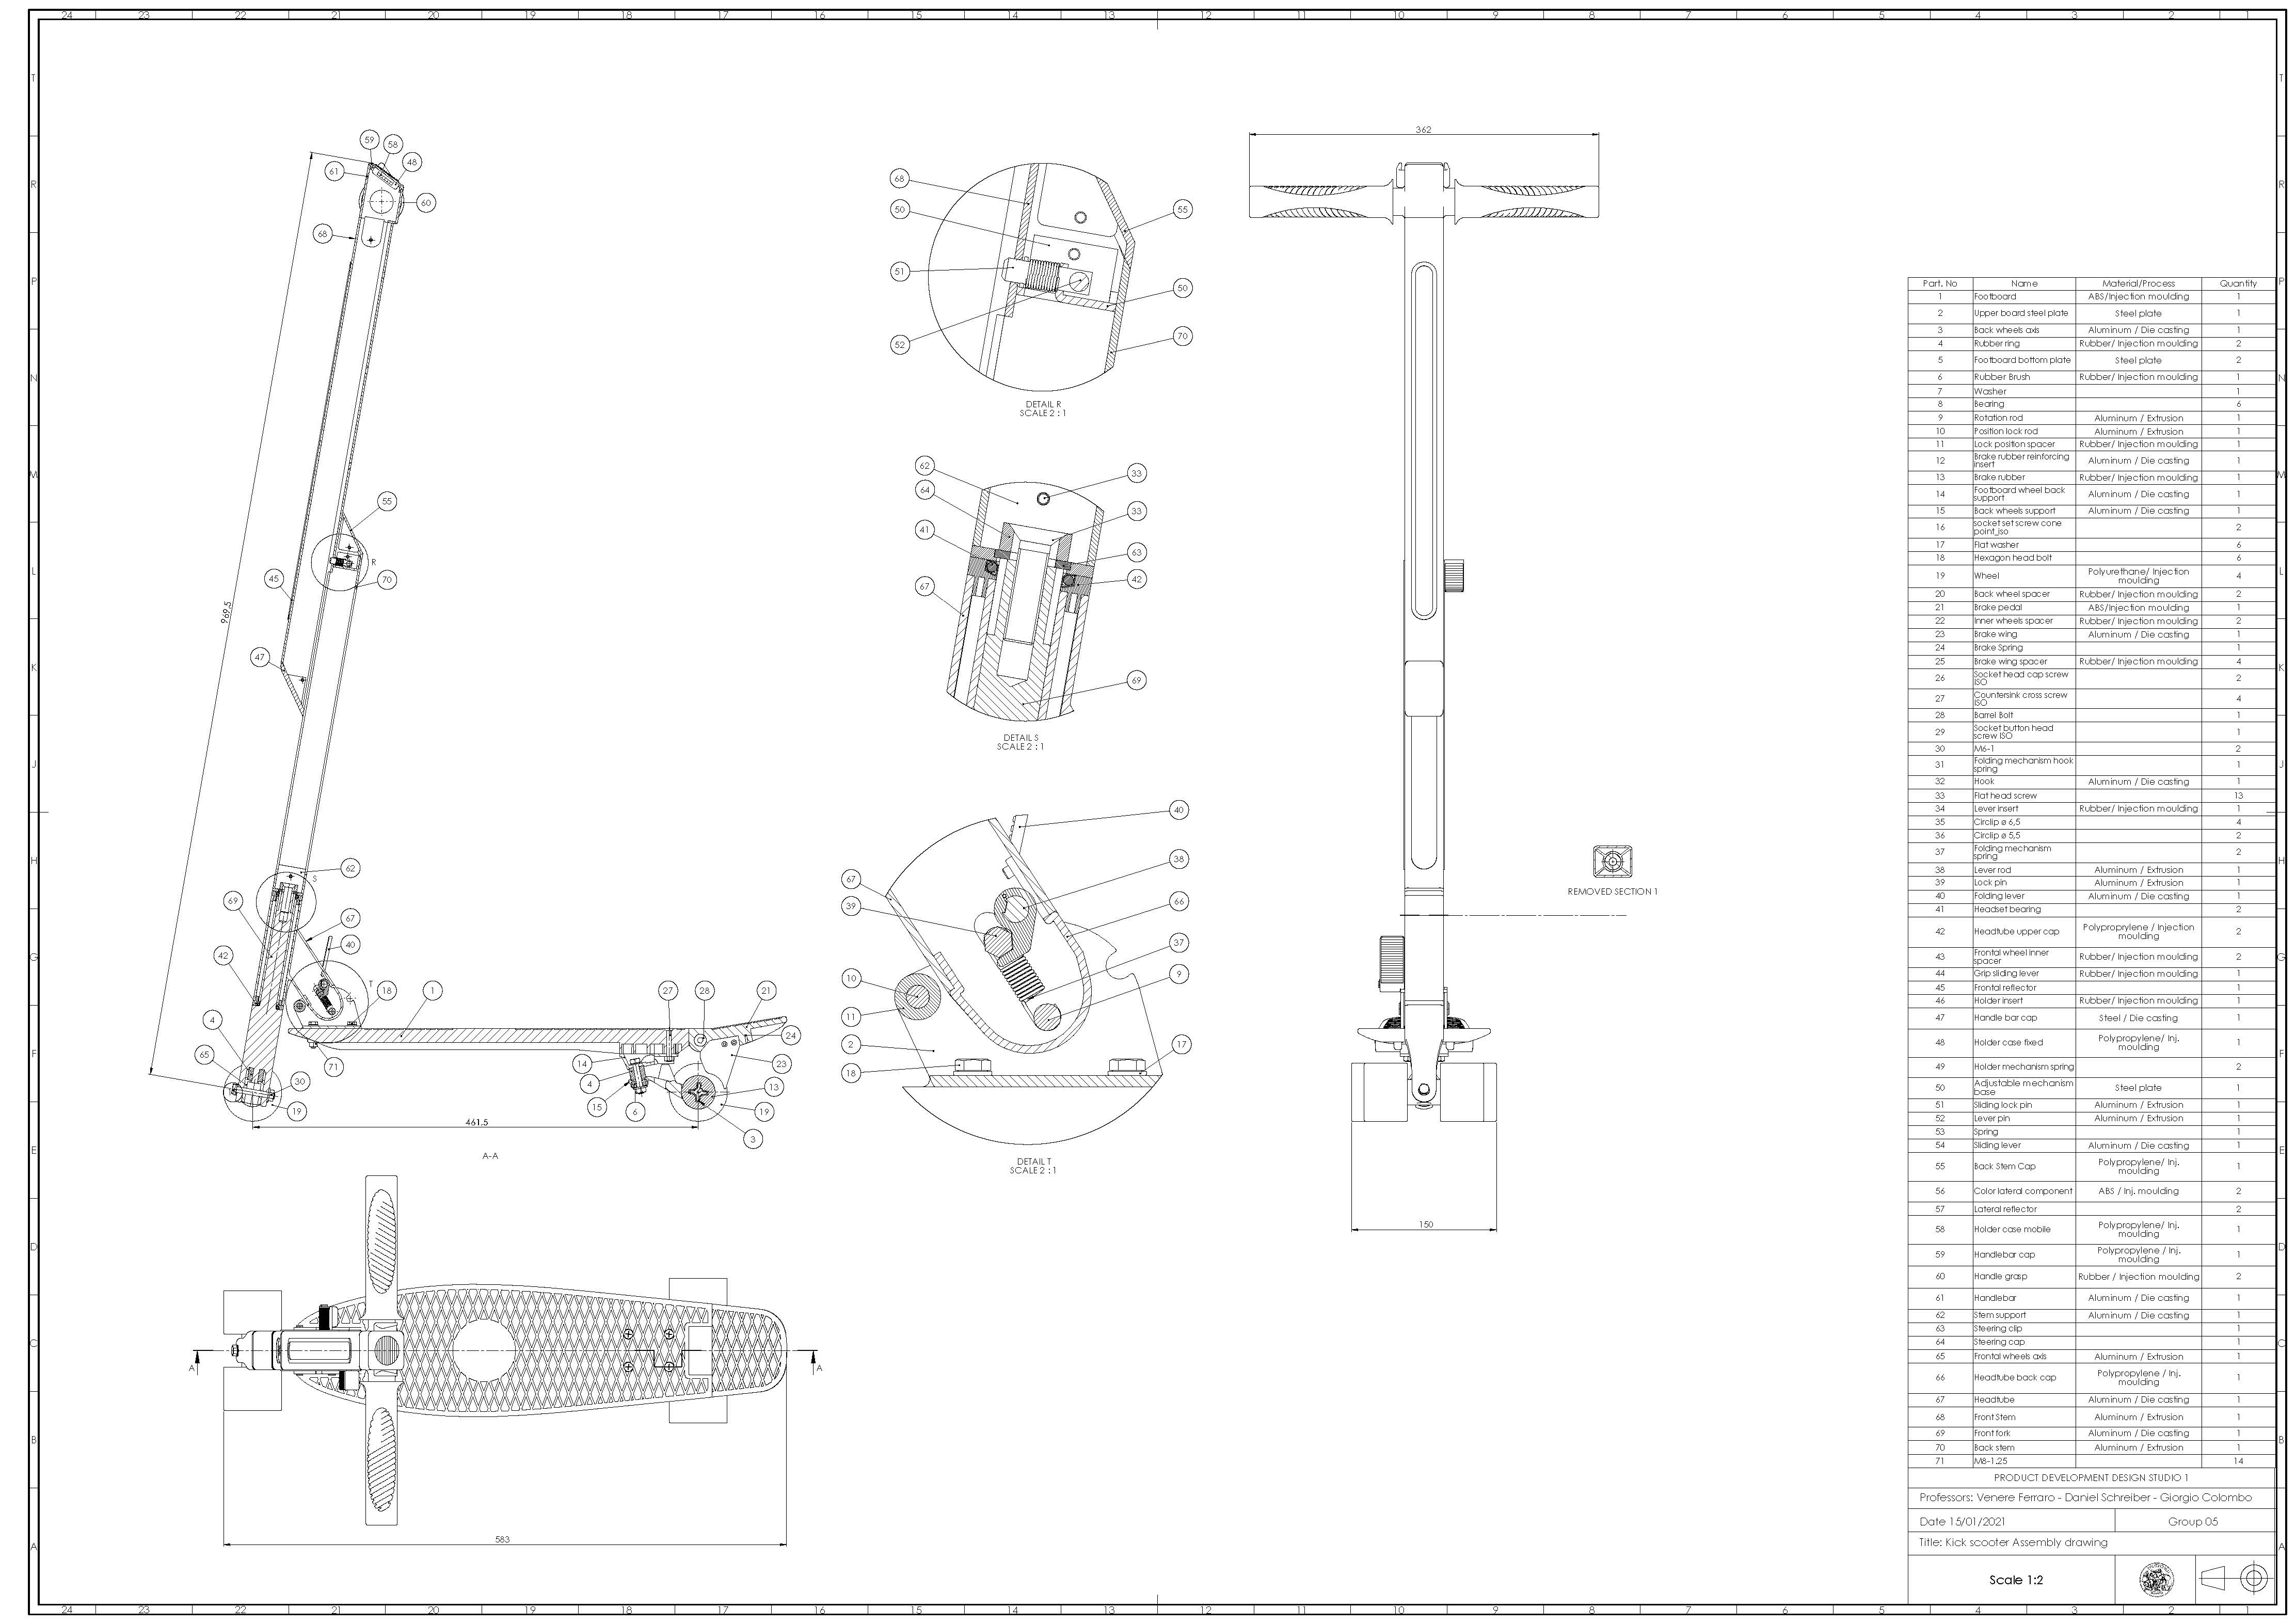 24 23 22 21 20 19 18 17 16 15 14 13 12 11 10 9 8 7 6 5 4 3 2 1
T T
R R
P P
N N
M M
L L
K K
J J
H H
G G
F F
E E
D D
C C
B B
A A
59
58
48
61
60
68
55
R
70
45
969.5
47
62
S
69
67
40
42
T
18
1
27
28
21
4
24
65
14
23
71
30
4
13
19
15
6
19
461.5
3
A-A
A A
583
68
50
55
51
50
52
70
DETAIL R
SCALE 2 : 1
62
33
64
33
41
63
67
42
69
DETAIL S
SCALE 2 : 1
40
38
67
39
66
37
10
9
11
2
17
18
DETAIL T
SCALE 2 : 1
362
REMOVED SECTION 1
150
Part. No Name Material/Process Quantity
1 Footboard ABS/Injection moulding 1
2 Upper board steel plate Steel plate 1
3 Back wheels axis Aluminum / Die casting 1
4 Rubber ring Rubber/ Injection moulding 2
5 Footboard bottom plate Steel plate 2
6 Rubber Brush Rubber/ Injection moulding 1
7 Washer 1
8 Bearing 6
9 Rotation rod Aluminum / Extrusion 1
10 Position lock rod Aluminum / Extrusion 1
11 Lock position spacer Rubber/ Injection moulding 1
12 Brake rubber reinforcing insert Aluminum / Die casting 1
13 Brake rubber Rubber/ Injection moulding 1
14 Footboard wheel back support Aluminum / Die casting 1
15 Back wheels support Aluminum / Die casting 1
16 socket set screw cone point_iso 2
17 Flat washer 6
18 Hexagon head bolt 6
19 Wheel Polyurethane/ Injection moulding 4
20 Back wheel spacer Rubber/ Injection moulding 2
21 Brake pedal ABS/Injection moulding 1
22 Inner wheels spacer Rubber/ Injection moulding 2
23 Brake wing Aluminum / Die casting 1
24 Brake Spring 1
25 Brake wing spacer Rubber/ Injection moulding 4
26 Socket head cap screw ISO 2
27 Countersink cross screw ISO 4
28 Barrel Bolt 1
29 Socket button head screw ISO 1
30 M6-1 2
31 Folding mechanism hook spring 1
32 Hook Aluminum / Die casting 1
33 Flat head screw 13
34 Lever insert Rubber/ Injection moulding 1
35 Circlip ø 6,5 4
36 Circlip ø 5,5 2
37 Folding mechanism spring 2
38 Lever rod Aluminum / Extrusion 1
39 Lock pin Aluminum / Extrusion 1
40 Folding lever Aluminum / Die casting 1
41 Headset bearing 2
42 Headtube upper cap Polyproprylene / Injection moulding 2
43 Frontal wheel inner spacer Rubber/ Injection moulding 2
44 Grip sliding lever Rubber/ Injection moulding 1
45 Frontal reflector 1
46 Holder insert Rubber/ Injection moulding 1
47 Handle bar cap Steel / Die casting 1
48 Holder case fixed Polypropylene/ Inj. moulding 1
49 Holder mechanism spring 2
50 Adjustable mechanism base Steel plate 1
51 Sliding lock pin Aluminum / Extrusion 1
52 Lever pin Aluminum / Extrusion 1
53 Spring 1
54 Sliding lever Aluminum / Die casting 1
55 Back Stem Cap Polypropylene/ Inj. moulding 1
56 Color lateral component ABS / Inj. moulding 2
57 Lateral reflector 2
58 Holder case mobile Polypropylene/ Inj. moulding 1
59 Handlebar cap Polypropylene / Inj. moulding 1
60 Handle grasp Rubber / Injection moulding 2
61 Handlebar Aluminum / Die casting 1
62 Stem support Aluminum / Die casting 1
63 Steering clip 1
64 Steering cap 1
65 Frontal wheels axis Aluminum / Extrusion 1
66 Headtube back cap Polypropylene / Inj. moulding 1
67 Headtube Aluminum / Die casting 1
68 Front Stem Aluminum / Extrusion 1
69 Front fork Aluminum / Die casting 1
70 Back stem Aluminum / Extrusion 1
71 M8-1.25 14
PRODUCT DEVELOPMENT DESIGN STUDIO 1
Professors: Venere Ferraro - Daniel Schreiber - Giorgio Colombo
Date 15/01/2021 Group 05
Title: Kick scooter Assembly drawing
Scale 1:2
24 23 22 21 20 19 18 17 16 15 14 13 12 11 10 9 8 7 6 5 4 3 2 1